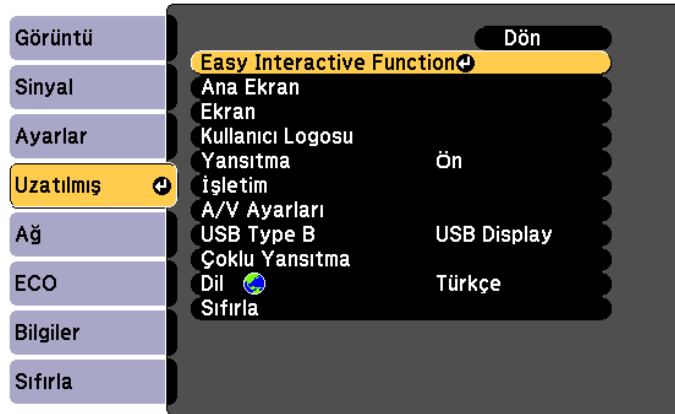 Görüntü
Sinyal
Ayarlar
Uzatılmış
Ağ
ECO
Bilgiler
Sıfırla
Dön
Easy Interactive Function
Ana Ekran
Ekran
Kullanıcı Logosu
Yansıtma Ön
İşletim
A/V Ayarları
USB Type B USB Display
Çoklu Yansıtma
Dil Türkçe
Sıfırla